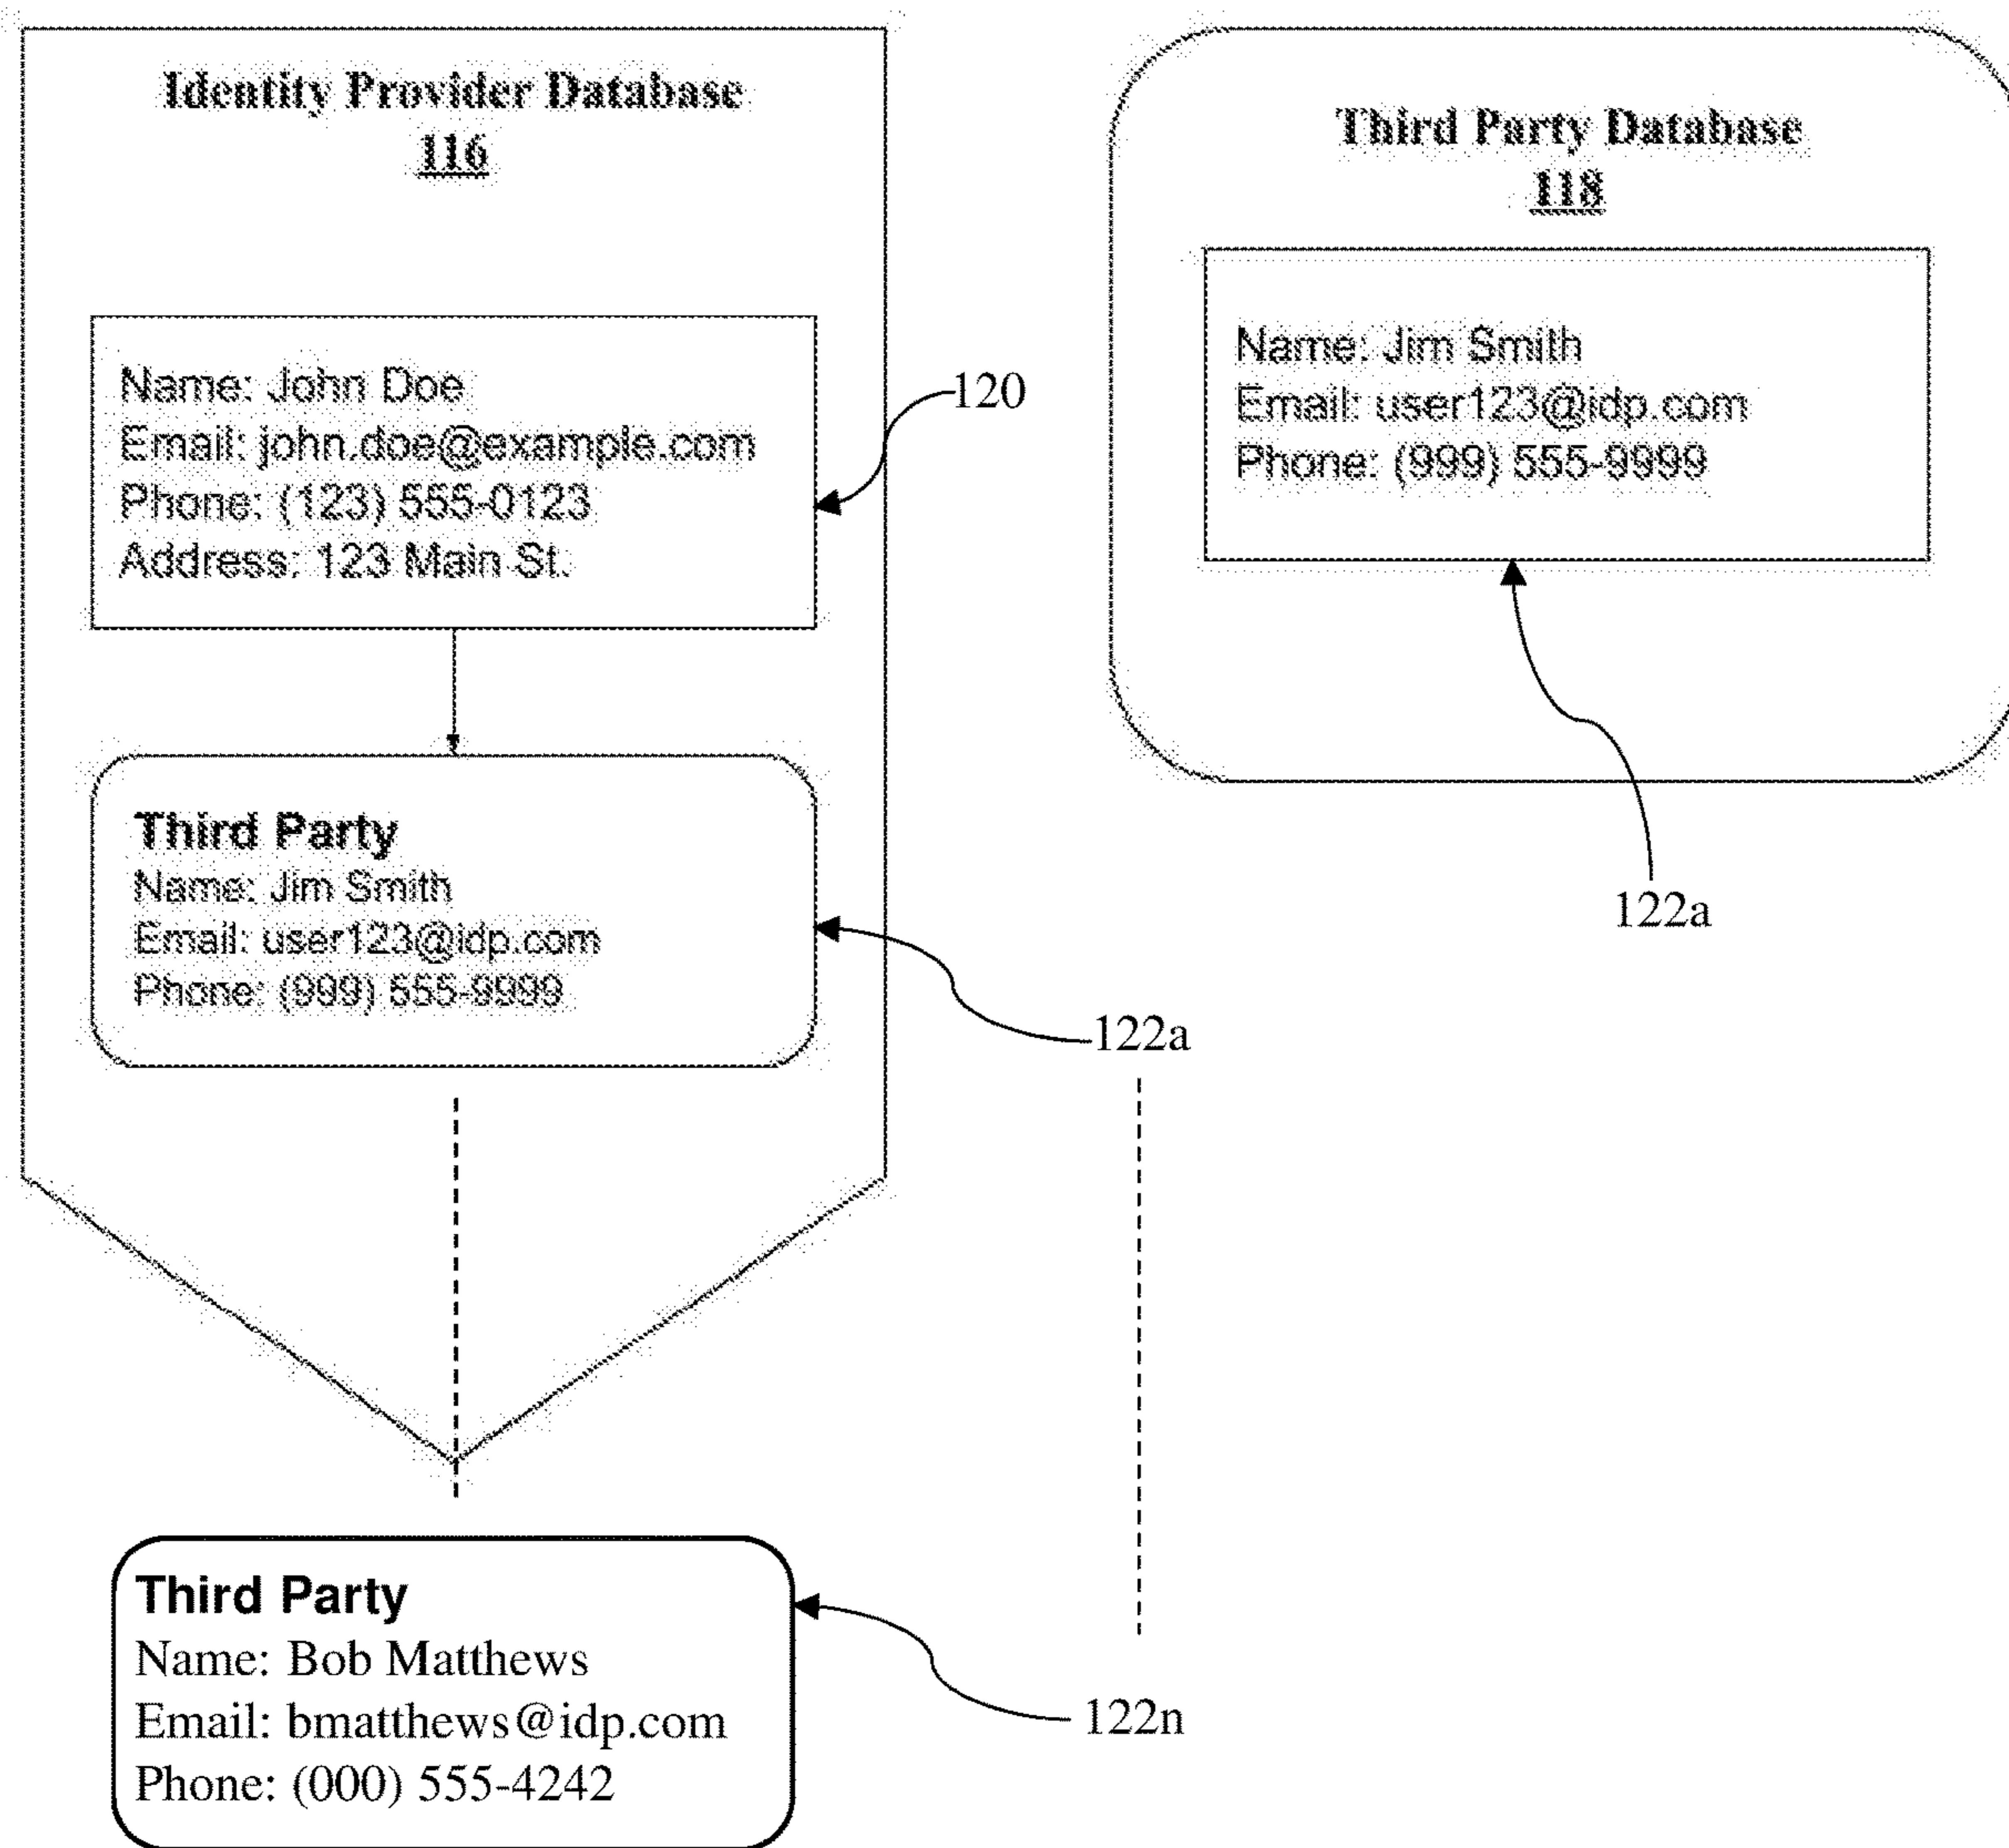 Identity Provider Database
116
Name: John Doe
Email: john.doe@example.com
Phone: (123) 555-0123
Address: 123 Main St.
120
Third Party
Name: Jim Smith
Email: user123@idp.com
Phone: (999) 555-9999
122a
Third Party
Name: Bob Matthews
Email: bmatthews@idp.com
Phone: (000) 555-4242
122n
Third Party Database
118
Name: Jim Smith
Email: user123@idp.com
Phone: (999) 555-9999
122a